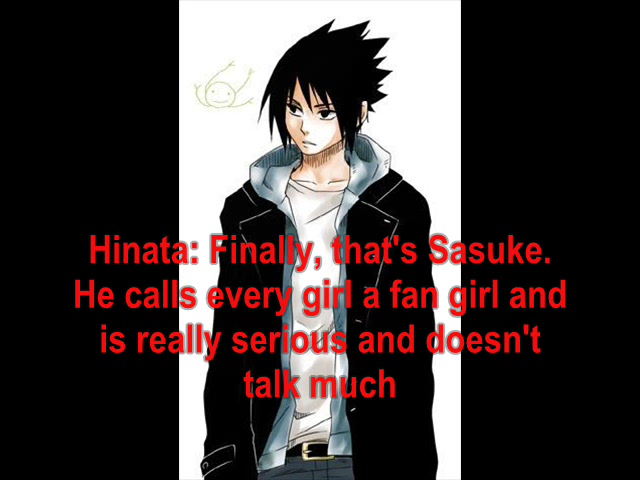 Hinata: Finally, that's Sasuke.
He calls every girl a fan girl and
is really serious and doesn't
talk much